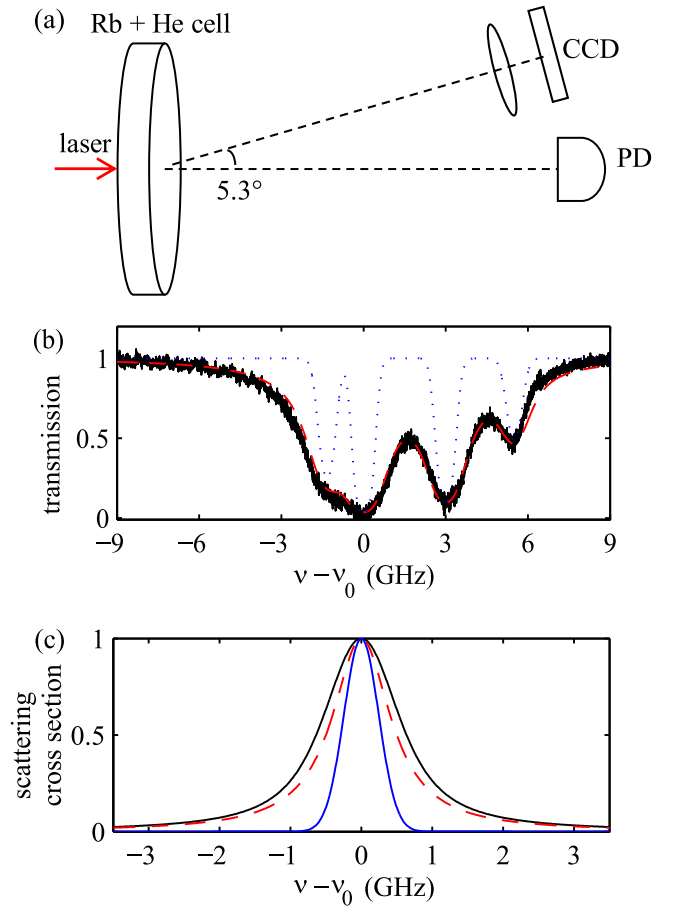 (a)
Rb + He cell
CCD
laser
PD
5.3°
(b)
1
0.5
0
transmission
−9
−6
−3
0
3
6
9
ν − ν0 (GHz)
(c)
1
0.5
0
scattering
cross section
−3
−2
−1
0
1
2
3
ν − ν0 (GHz)